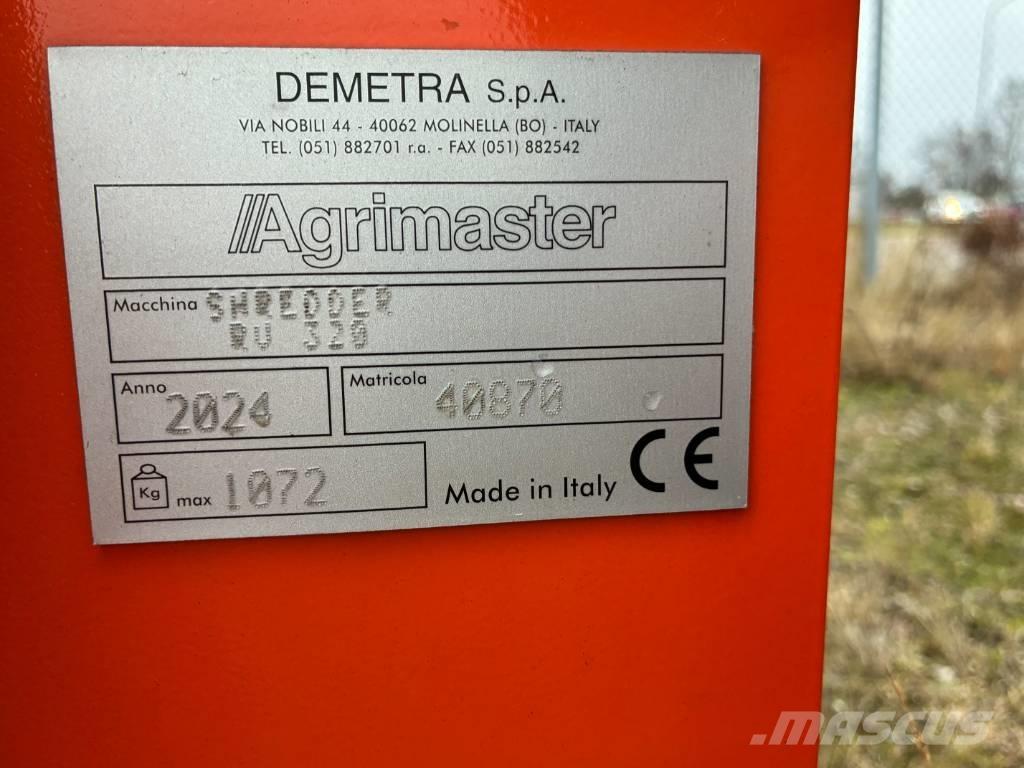 DEMETRA S.p.A.
VIA NOBILI 44 - 40062 MOLINELLA (BO) - ITALY
TEL. (051) 882701 r.a. - FAX (051) 882542
Agrimaster
Macchina SHREDDER
RV 320
Anno 2024
Matricola 40870
Kg max 1072
Made in Italy CE
MASCUS